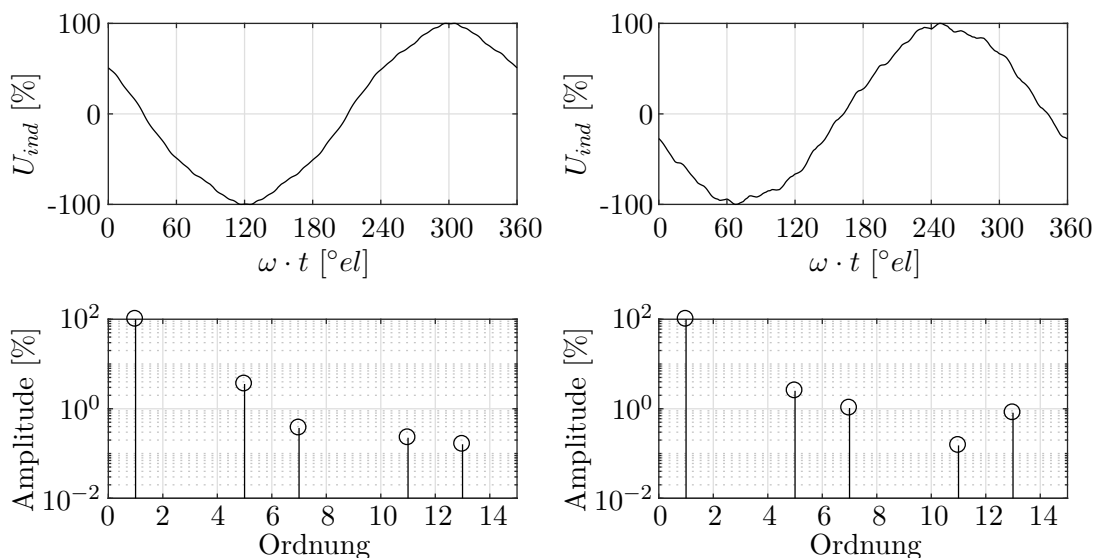 100
0
-100
U_ind [%]
0 60 120 180 240 300 360
ω · t [°el]
100
0
-100
U_ind [%]
0 60 120 180 240 300 360
ω · t [°el]
10^2
10^0
10^-2
Amplitude [%]
0 2 4 6 8 10 12 14
Ordnung
10^2
10^0
10^-2
Amplitude [%]
0 2 4 6 8 10 12 14
Ordnung